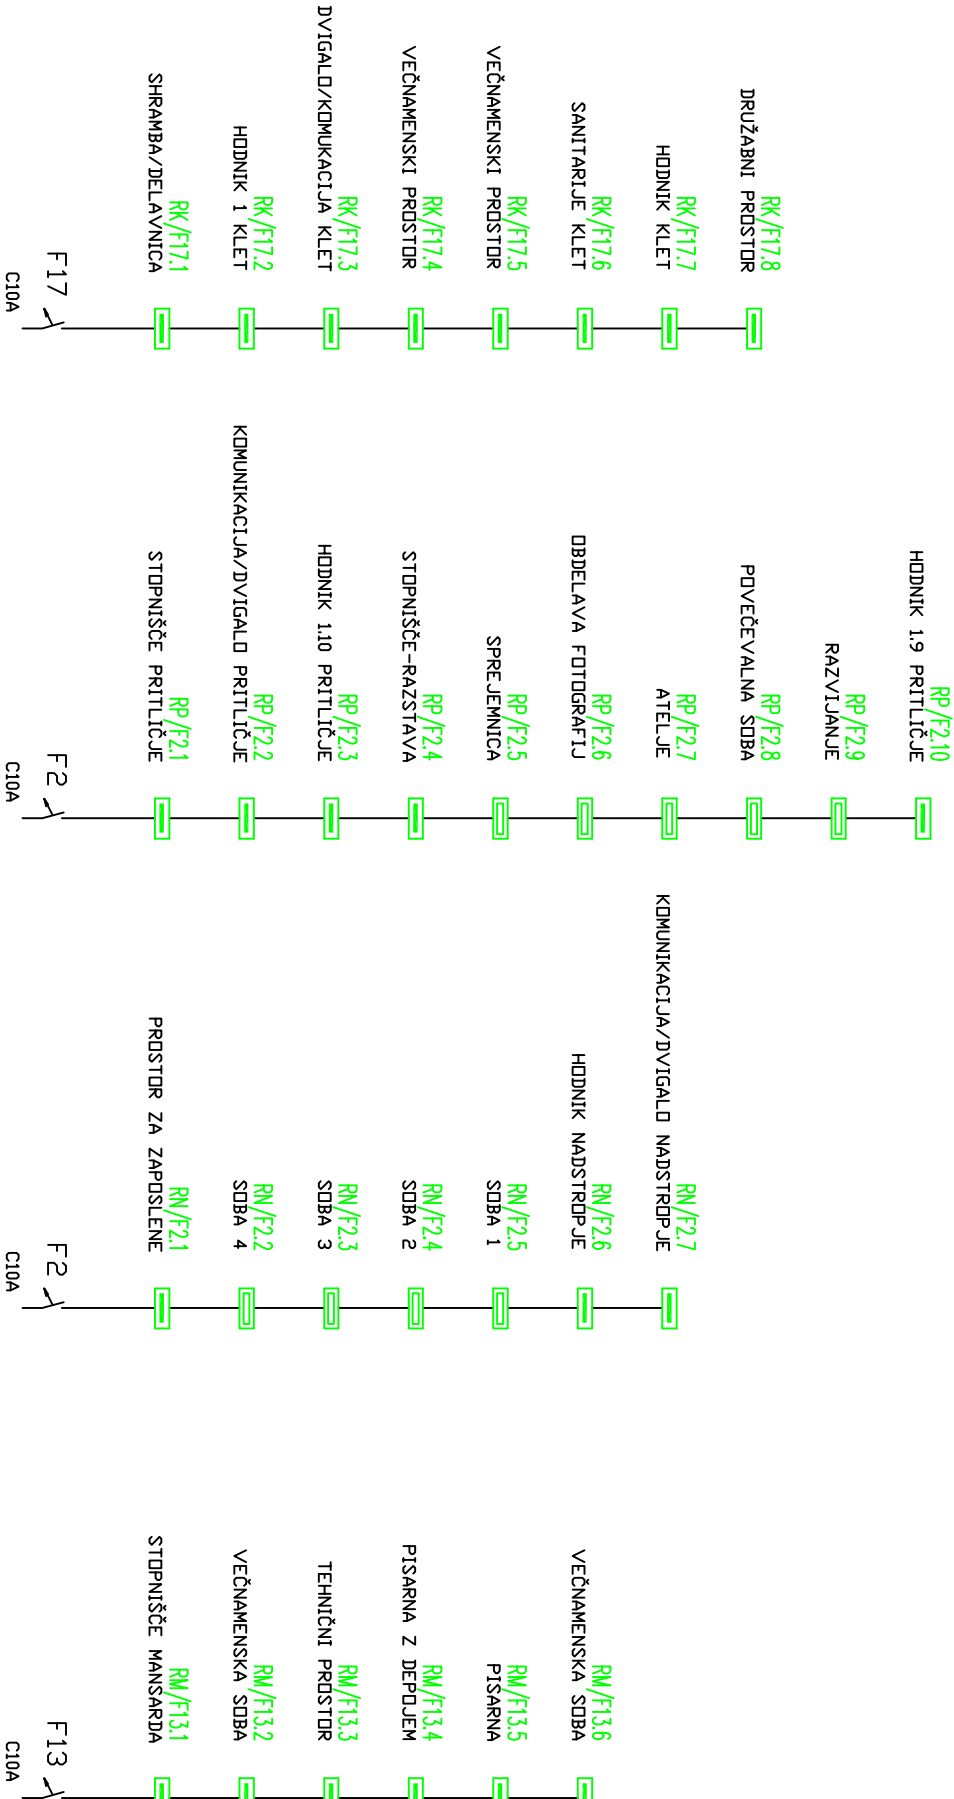 DRUŽABNI PROSTOR
RK/F17.8
HODNIK KLET
RK/F17.7
SANITARIJE KLET
RK/F17.6
VEČNAMENSKI PROSTOR
RK/F17.5
VEČNAMENSKI PROSTOR
RK/F17.4
DVIGALO/KOMUKACIJA KLET
RK/F17.3
HODNIK 1 KLET
RK/F17.2
SHRAMBA/DELAVNICA
RK/F17.1
F17
C10A
HODNIK 1.9 PRITLIČJE
RP/F2.10
RAZVIJANJE
RP/F2.9
POVEČEVALNA SOBA
RP/F2.8
ATELJE
RP/F2.7
OBDELAVA FOTOGRAFIJ
RP/F2.6
SPREJEMNICA
RP/F2.5
STOPNIŠČE-RAZSTAVA
RP/F2.4
HODNIK 1.10 PRITLIČJE
RP/F2.3
KOMUNIKACIJA/DVIGALO PRITLIČJE
RP/F2.2
STOPNIŠČE PRITLIČJE
RP/F2.1
F2
C10A
KOMUNIKACIJA/DVIGALO NADSTROPJE
RN/F2.7
HODNIK NADSTROPJE
RN/F2.6
SOBA 1
RN/F2.5
SOBA 2
RN/F2.4
SOBA 3
RN/F2.3
SOBA 4
RN/F2.2
PROSTOR ZA ZAPOSLENE
RN/F2.1
F2
C10A
VEČNAMENSKA SOBA
RM/F13.6
PISARNA
RM/F13.5
PISARNA Z DEPOJEM
RM/F13.4
TEHNIČNI PROSTOR
RM/F13.3
VEČNAMENSKA SOBA
RM/F13.2
STOPNIŠČE MANSARDA
RM/F13.1
F13
C10A